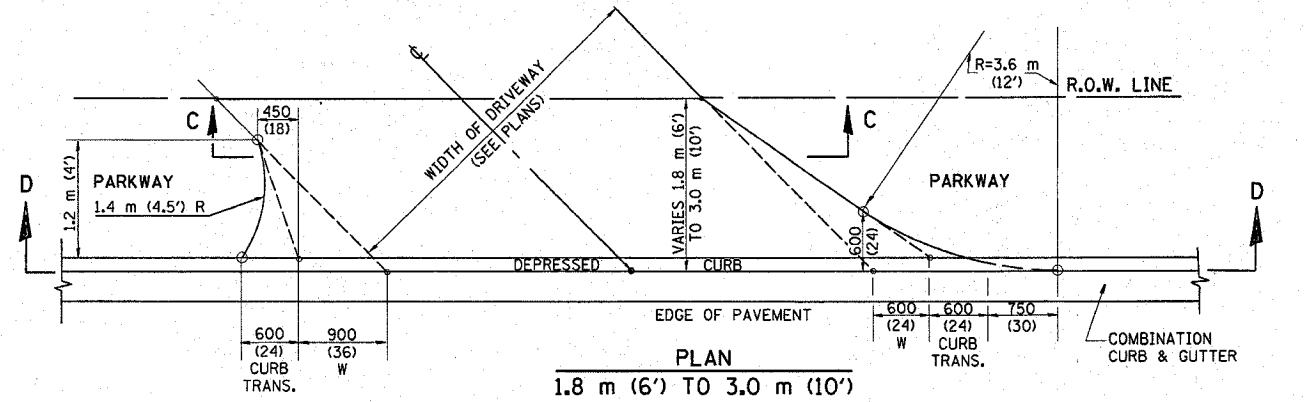 R=3.6 m
(12')
R.O.W. LINE
C
450
(18)
WIDTH OF DRIVEWAY
(SEE PLANS)
C
1.2 m (4')
PARKWAY
1.4 m (4.5') R
VARIES 1.8 m (6')
TO 3.0 m (10')
PARKWAY
D
D
600
(24)
DEPRESSED CURB
EDGE OF PAVEMENT
600
(24)
CURB
TRANS.
900
(36)
W
600
(24)
W
600
(24)
CURB
TRANS.
750
(30)
COMBINATION
CURB & GUTTER
PLAN
1.8 m (6') TO 3.0 m (10')